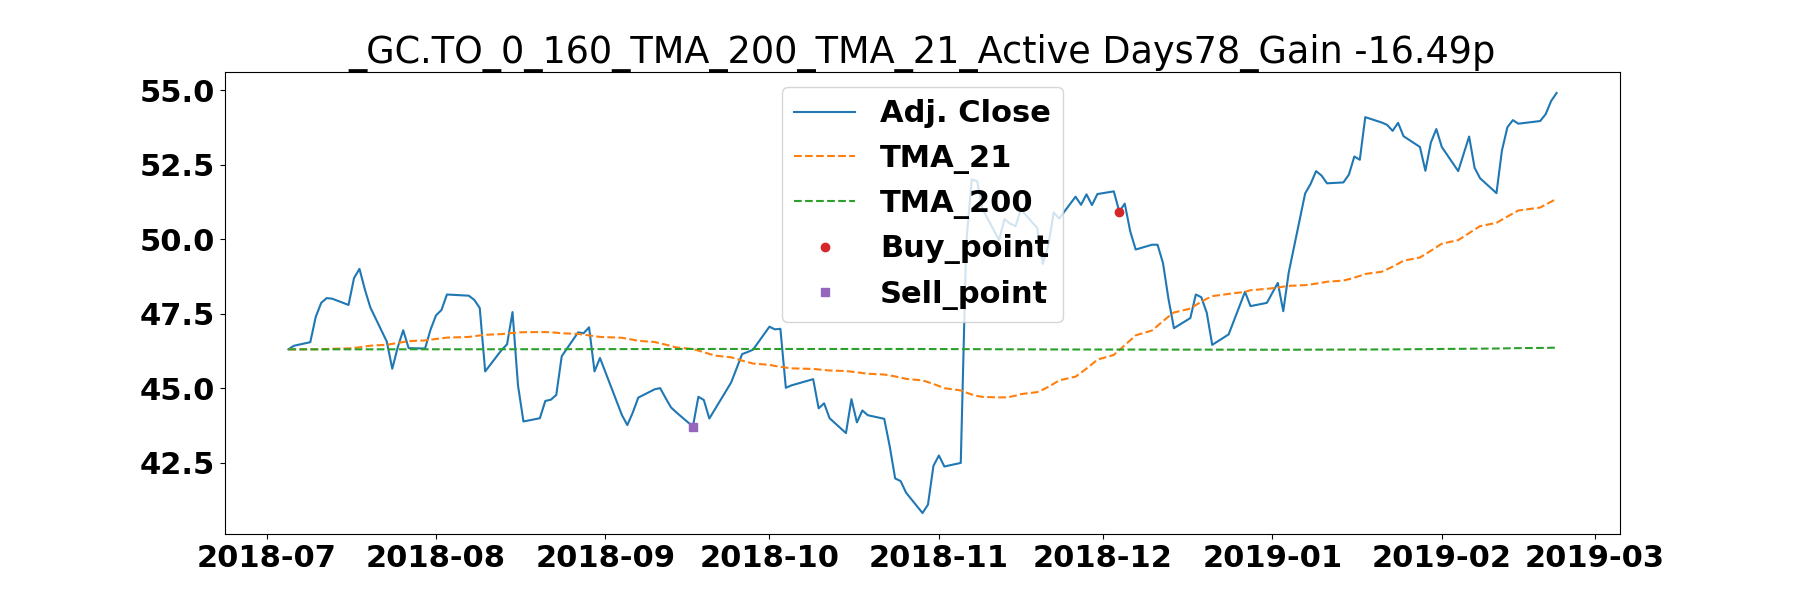 _GC.TO_0_160_TMA_200_TMA_21_Active Days78_Gain -16.49p
55.0
52.5
50.0
47.5
45.0
42.5
Adj. Close
TMA_21
TMA_200
Buy_point
Sell_point
2018-07 2018-08 2018-09 2018-10 2018-11 2018-12 2019-01 2019-02 2019-03